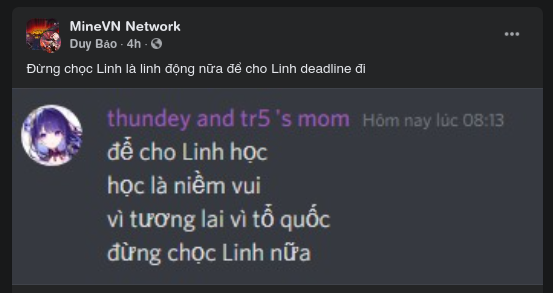 MineVN Network
Duy Bảo · 4h ·
Đừng chọc Linh là linh động nữa để cho Linh deadline đi
thundey and tr5 's mom Hôm nay lúc 08:13
để cho Linh học
học là niềm vui
vì tương lai vì tổ quốc
đừng chọc Linh nữa